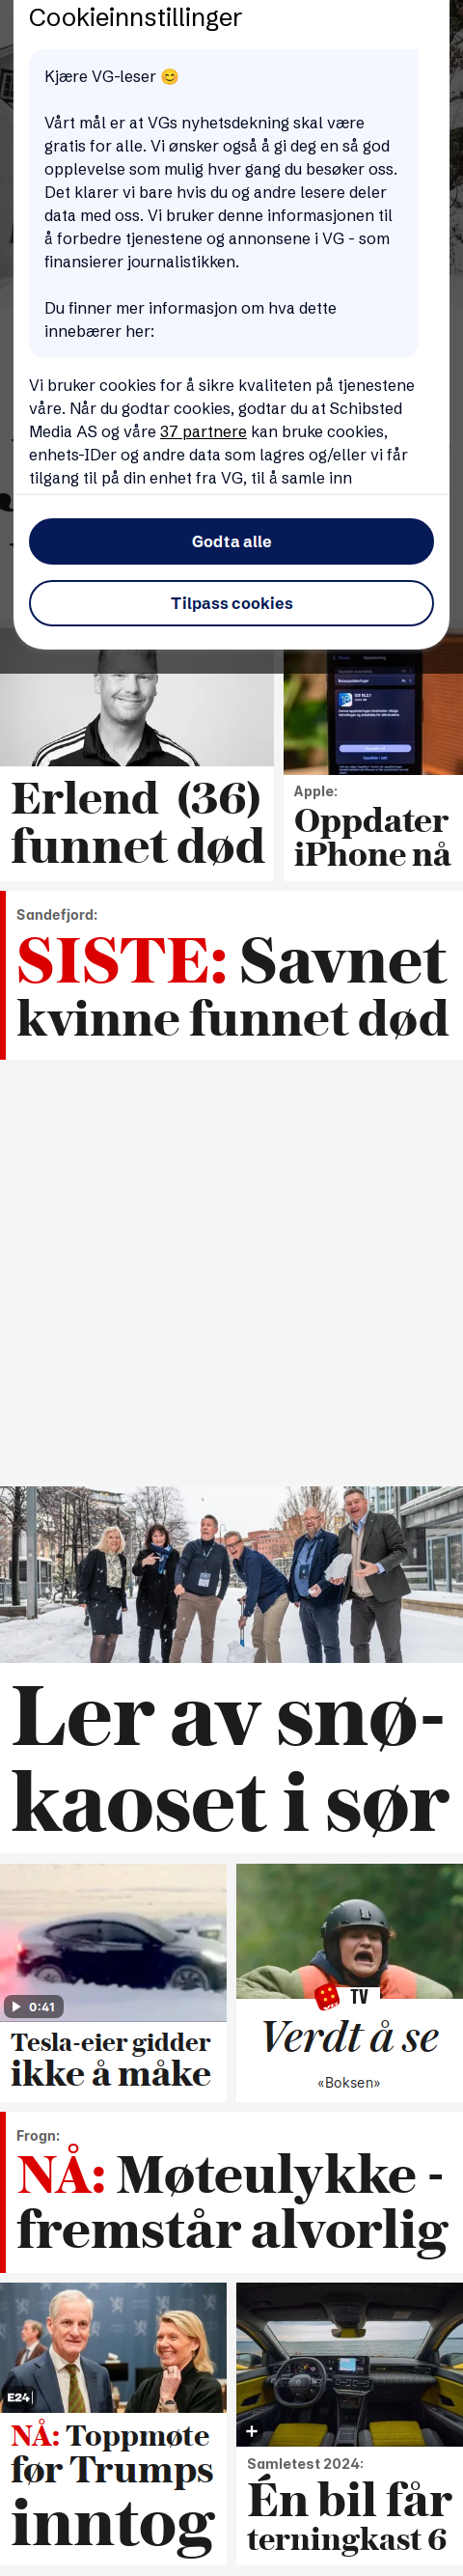 Cookieinnstillinger
Kjære VG-leser 😊
Vårt mål er at VGs nyhetsdekning skal være
gratis for alle. Vi ønsker også å gi deg en så god
opplevelse som mulig hver gang du besøker oss.
Det klarer vi bare hvis du og andre lesere deler
data med oss. Vi bruker denne informasjonen til
å forbedre tjenestene og annonsene i VG - som
finansierer journalistikken.
Du finner mer informasjon om hva dette
innebærer her:
Vi bruker cookies for å sikre kvaliteten på tjenestene
våre. Når du godtar cookies, godtar du at Schibsted
Media AS og våre 37 partnere kan bruke cookies,
enhets-IDer og andre data som lagres og/eller vi får
tilgang til på din enhet fra VG, til å samle inn
Godta alle
Tilpass cookies
Erlend (36)
funnet død
Apple:
Oppdater
iPhone nå
Sandefjord:
SISTE: Savnet
kvinne funnet død
Ler av snø-
kaoset i sør
0:41
Tesla-eier gidder
ikke å måke
TV
Verdt å se
«Boksen»
Frogn:
NÅ: Møteulykke -
fremstår alvorlig
E24
NÅ: Toppmøte
før Trumps
inntog
Samletest 2024:
Én bil får
terningkast 6